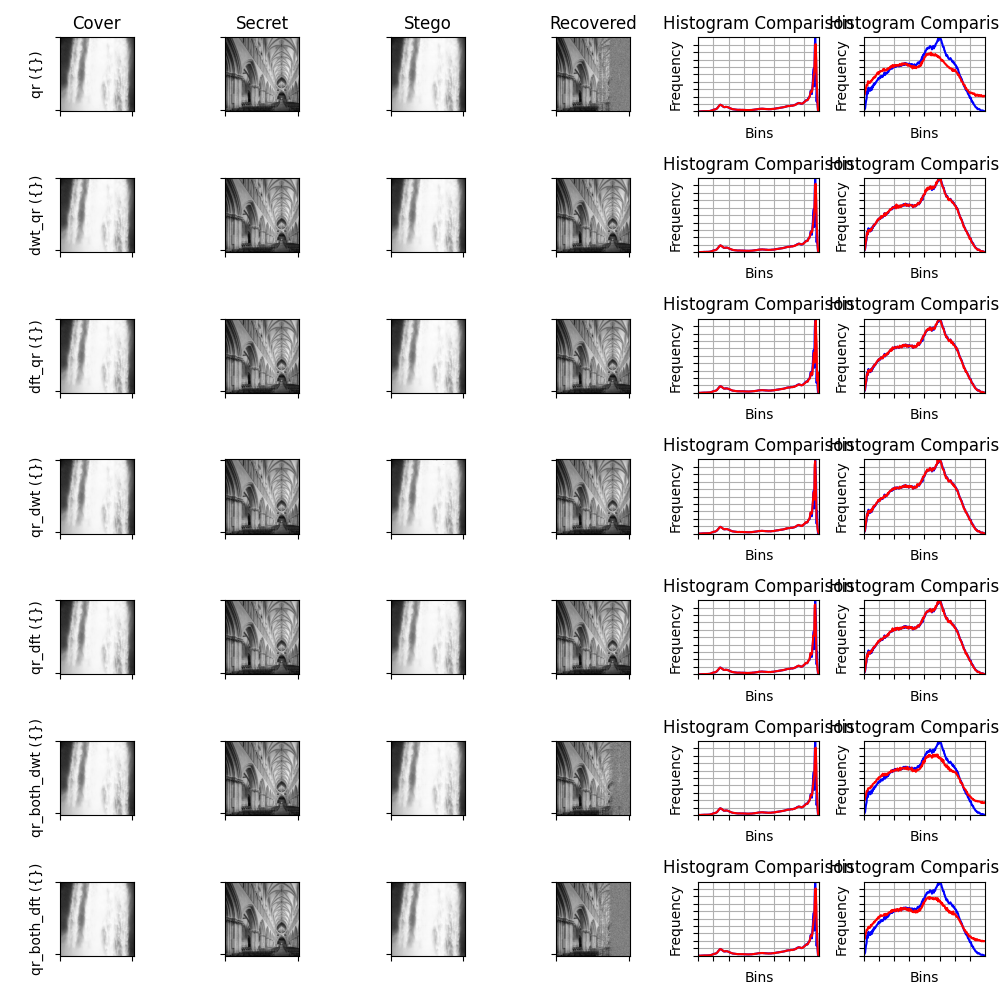 Cover Secret Stego Recovered Histogram Comparison Histogram Comparis
qr ({}) Frequency Frequency
Bins Bins
Histogram Comparison Histogram Comparis
dwt_qr ({}) Frequency Frequency
Bins Bins
Histogram Comparison Histogram Comparis
dft_qr ({}) Frequency Frequency
Bins Bins
Histogram Comparison Histogram Comparis
qr_dwt ({}) Frequency Frequency
Bins Bins
Histogram Comparison Histogram Comparis
qr_dft ({}) Frequency Frequency
Bins Bins
Histogram Comparison Histogram Comparis
qr_both_dwt ({}) Frequency Frequency
Bins Bins
Histogram Comparison Histogram Comparis
qr_both_dft ({}) Frequency Frequency
Bins Bins